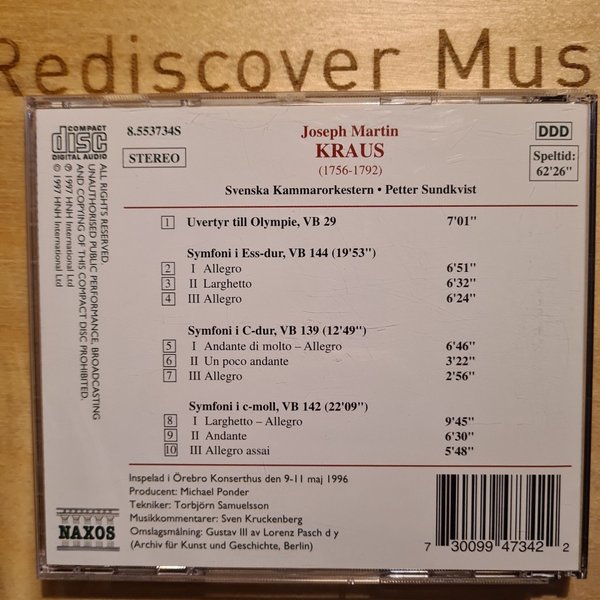 Rediscover Mus
COMPACT
disc
DIGITAL AUDIO
8.553734S
STEREO
Joseph Martin
KRAUS
(1756-1792)
Svenska Kammarorkestern • Petter Sundkvist
DDD
Speltid:
62'26"
1 Uvertyr till Olympie, VB 29 7'01"
Symfoni i Ess-dur, VB 144 (19'53")
2 I Allegro 6'51"
3 II Larghetto 6'32"
4 III Allegro 6'24"
Symfoni i C-dur, VB 139 (12'49")
5 I Andante di molto – Allegro 6'46"
6 II Un poco andante 3'22"
7 III Allegro 2'56"
Symfoni i c-moll, VB 142 (22'09")
8 I Larghetto – Allegro 9'45"
9 II Andante 6'30"
10 III Allegro assai 5'48"
ALL RIGHTS RESERVED.
UNAUTHORISED PUBLIC PERFORMANCE, BROADCASTING
AND COPYING OF THIS COMPACT DISC PROHIBITED.
℗ 1997 HNH International Ltd
© 1997 HNH International Ltd
NAXOS
Inspelad i Örebro Konserthus den 9-11 maj 1996
Producent: Michael Ponder
Tekniker: Torbjörn Samuelsson
Musikkommentarer: Sven Kruckenberg
Omslagsmålning: Gustav III av Lorenz Pasch d y
(Archiv für Kunst und Geschichte, Berlin)
7 30099 47342 2